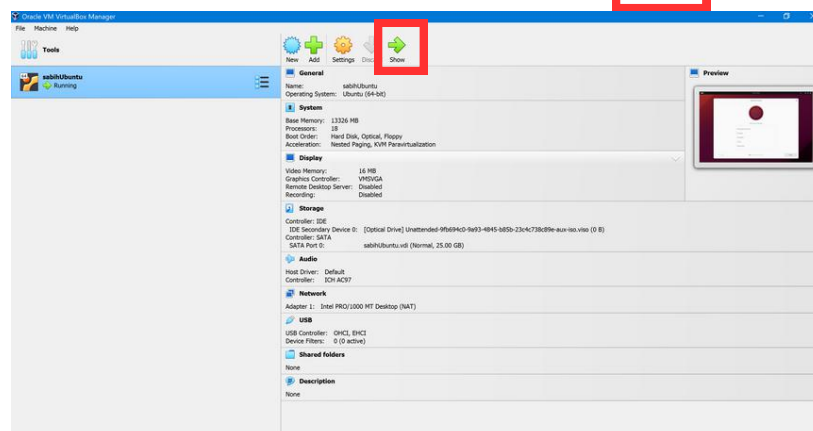 Oracle VM VirtualBox Manager
File Machine Help
Tools
New Add Settings Show
sabihUbuntu
Running
General
Name: sabihUbuntu
Operating System: Ubuntu (64-bit)
Preview
System
Base Memory: 13326 MB
Processors: 18
Boot Order: Hard Disk, Optical, Floppy
Acceleration: Nested Paging, KVM Paravirtualization
Display
Video Memory: 16 MB
Graphics Controller: VMSVGA
Remote Desktop Server: Disabled
Recording: Disabled
Storage
Controller: IDE
IDE Secondary Device 0: [Optical Drive] Unattended-9fb694c0-9a93-4845-b85b-23c4c738c89e-aux-iso.viso (0 B)
Controller: SATA
SATA Port 0: sabihUbuntu.vdi (Normal, 25.00 GB)
Audio
Host Driver: Default
Controller: ICH AC97
Network
Adapter 1: Intel PRO/1000 MT Desktop (NAT)
USB
USB Controller: OHCI, EHCI
Device Filters: 0 (0 active)
Shared folders
None
Description
None